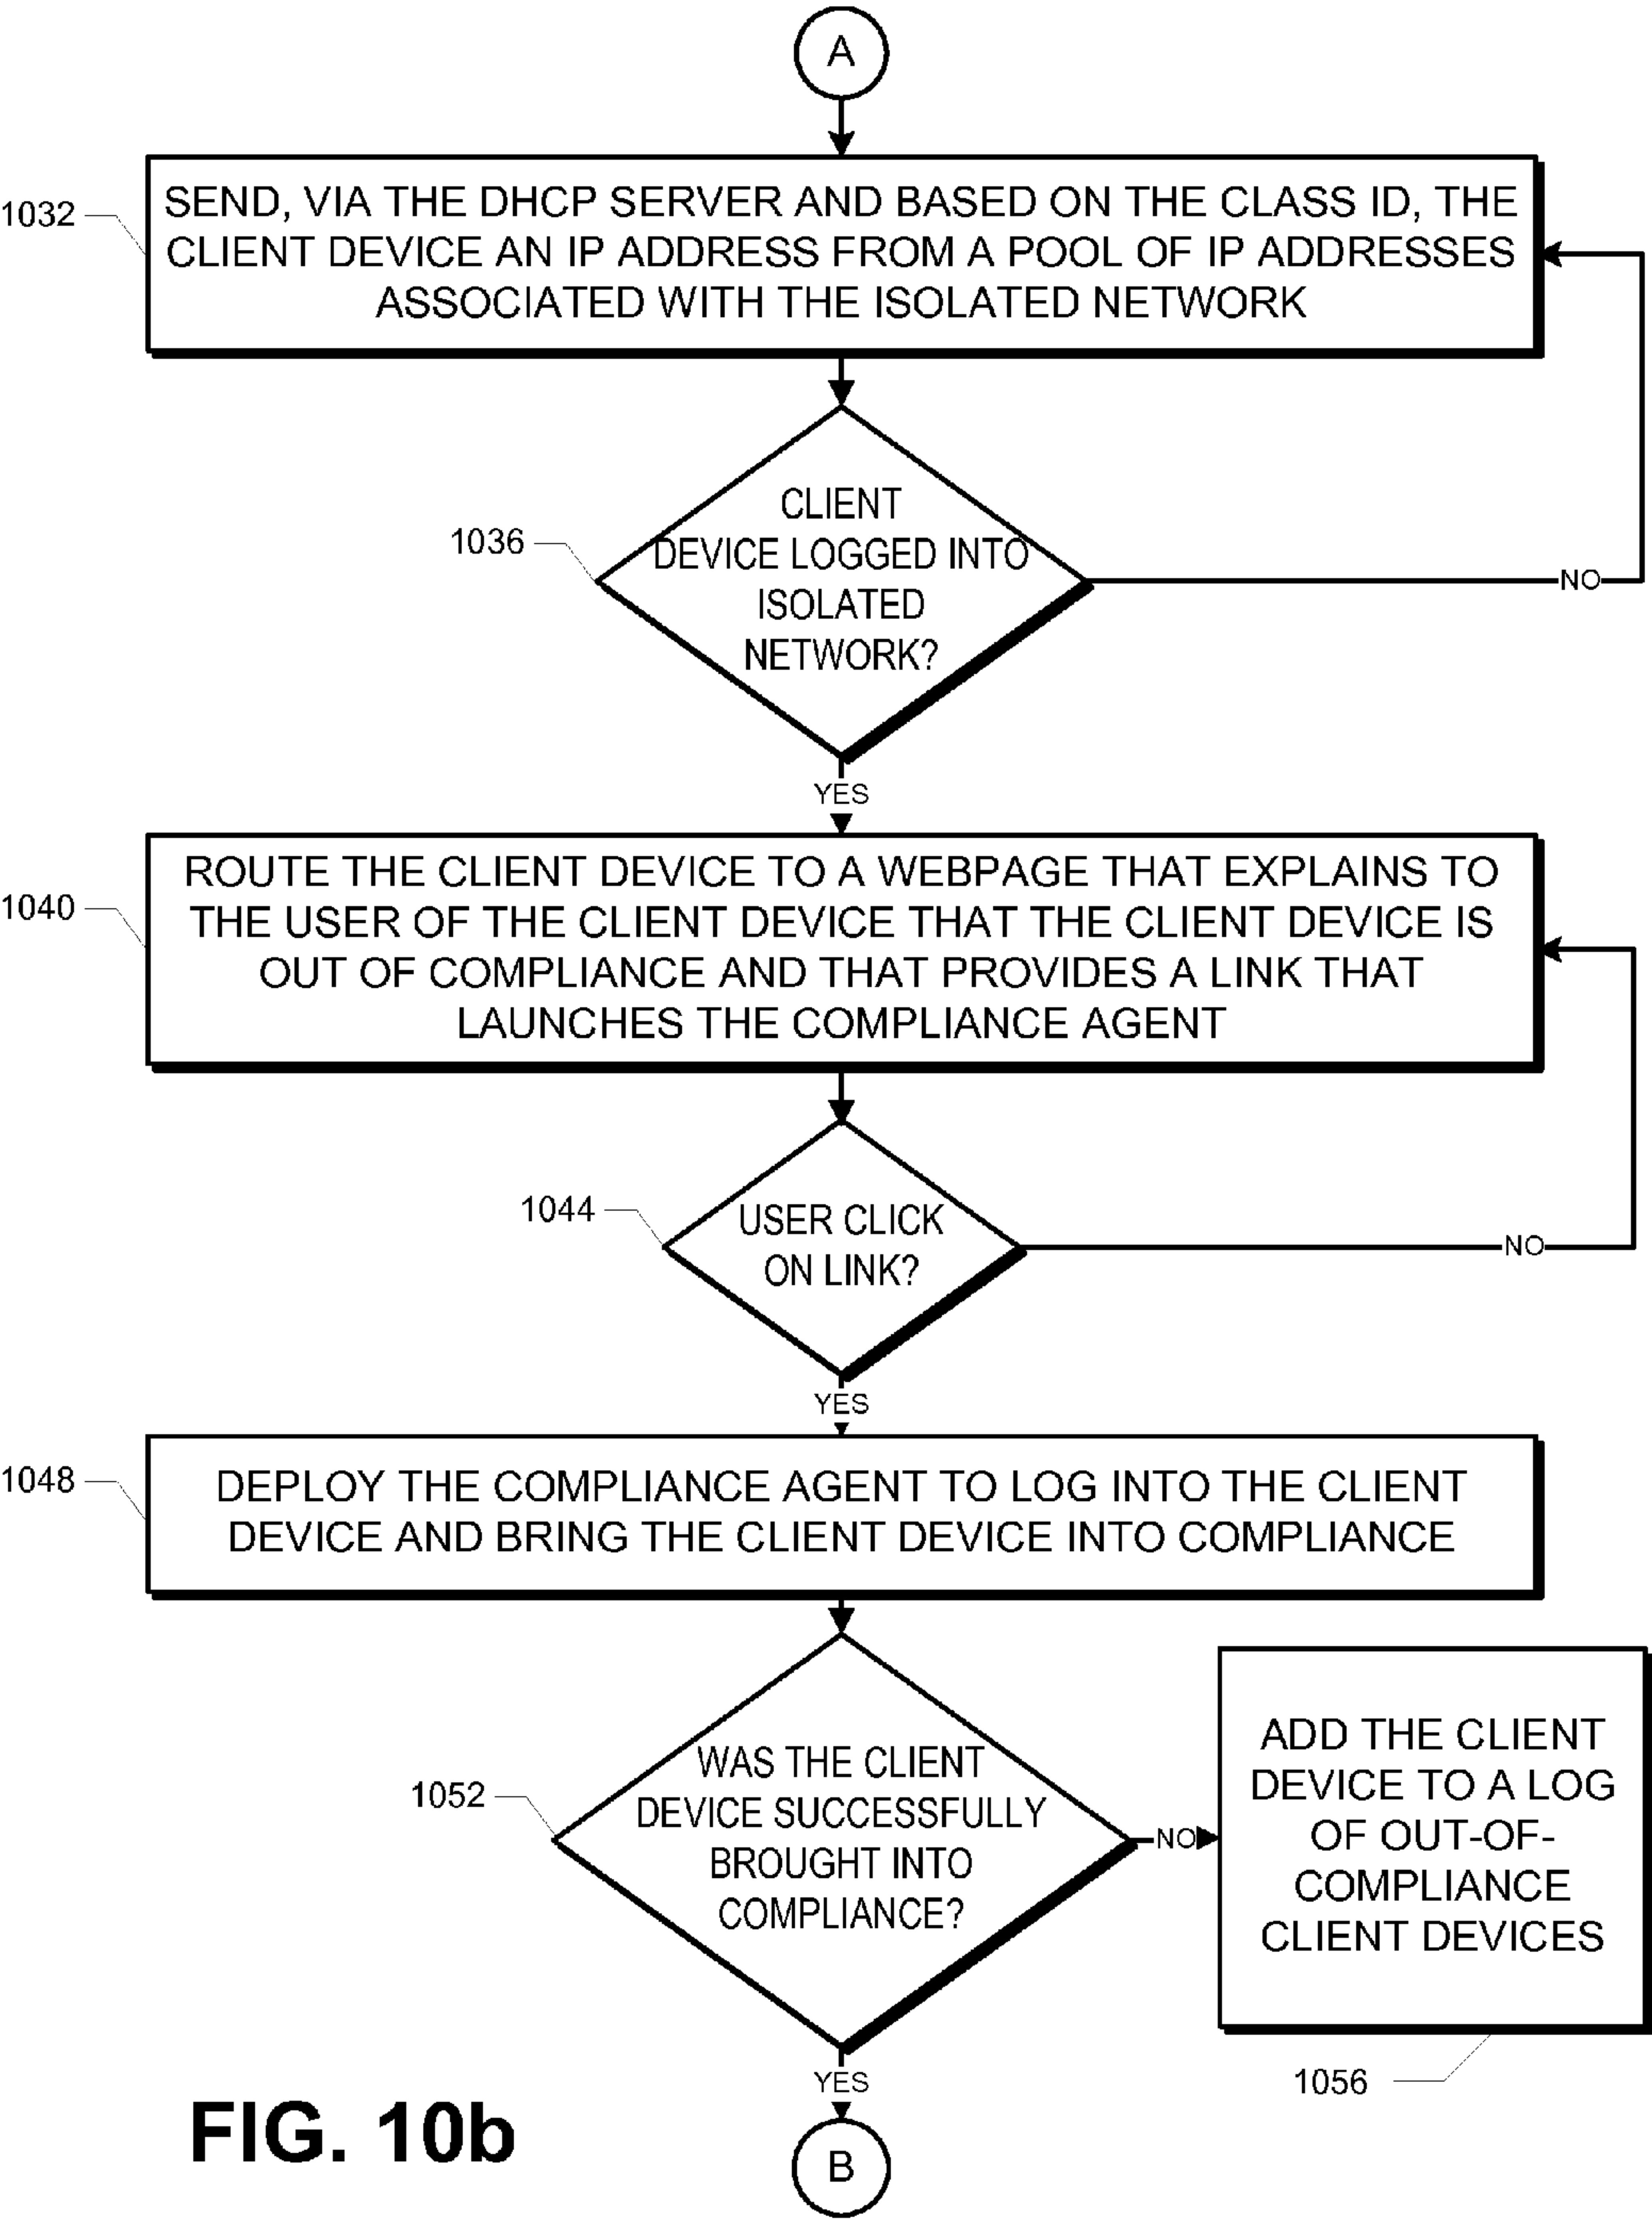 A
1032
SEND, VIA THE DHCP SERVER AND BASED ON THE CLASS ID, THE
CLIENT DEVICE AN IP ADDRESS FROM A POOL OF IP ADDRESSES
ASSOCIATED WITH THE ISOLATED NETWORK
1036
CLIENT
DEVICE LOGGED INTO
ISOLATED
NETWORK?
NO
YES
1040
ROUTE THE CLIENT DEVICE TO A WEBPAGE THAT EXPLAINS TO
THE USER OF THE CLIENT DEVICE THAT THE CLIENT DEVICE IS
OUT OF COMPLIANCE AND THAT PROVIDES A LINK THAT
LAUNCHES THE COMPLIANCE AGENT
1044
USER CLICK
ON LINK?
NO
YES
1048
DEPLOY THE COMPLIANCE AGENT TO LOG INTO THE CLIENT
DEVICE AND BRING THE CLIENT DEVICE INTO COMPLIANCE
1052
WAS THE CLIENT
DEVICE SUCCESSFULLY
BROUGHT INTO
COMPLIANCE?
NO
ADD THE CLIENT
DEVICE TO A LOG
OF OUT-OF-
COMPLIANCE
CLIENT DEVICES
1056
YES
B
FIG. 10b